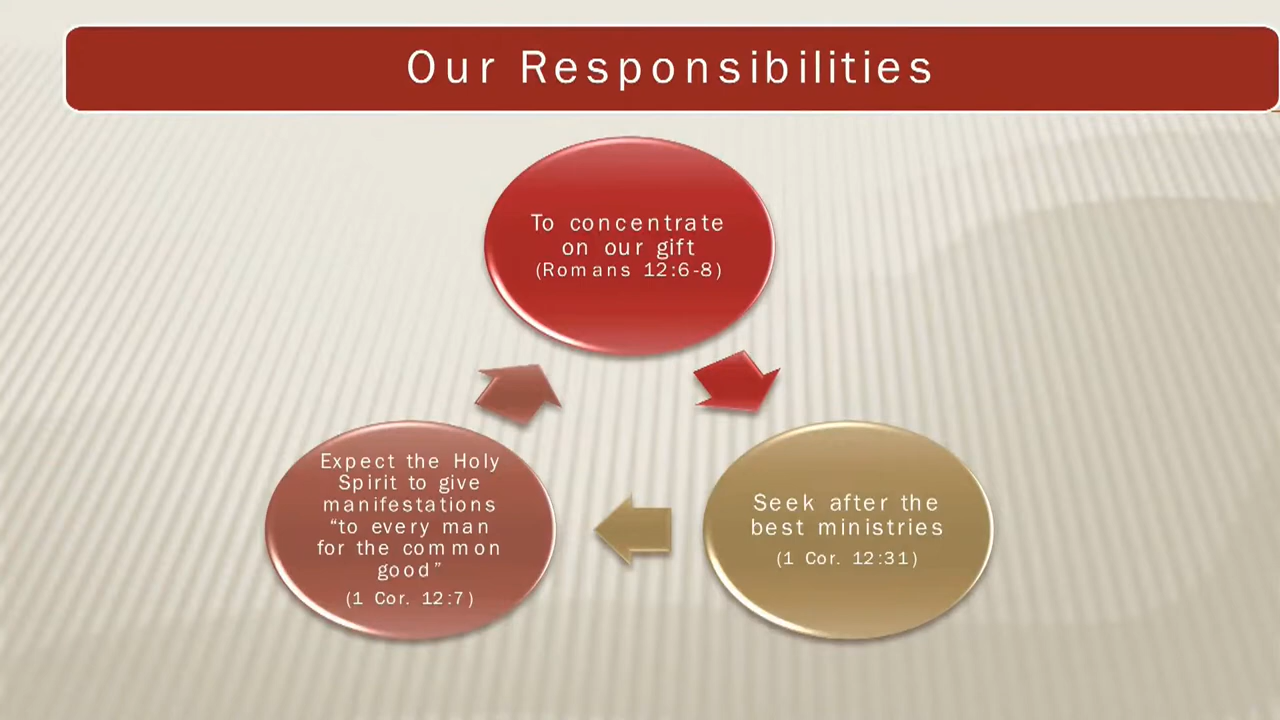 Our Responsibilities
To concentrate
on our gift
(Romans 12:6-8)
Seek after the
best ministries
(1 Cor. 12:31)
Expect the Holy
Spirit to give
manifestations
“to every man
for the common
good”
(1 Cor. 12:7)